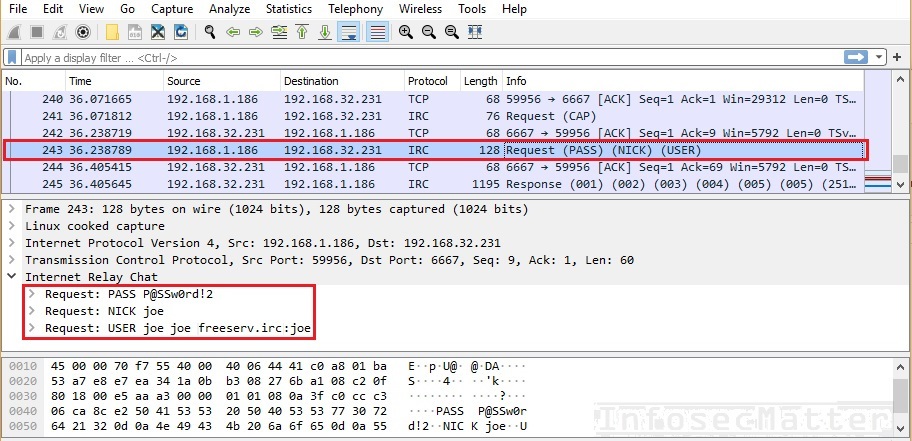 File Edit View Go Capture Analyze Statistics Telephony Wireless Tools Help
Apply a display filter ... <Ctrl-/>
No. Time Source Destination Protocol Length Info
240 36.071665 192.168.1.186 192.168.32.231 TCP 68 59956 → 6667 [ACK] Seq=1 Ack=1 Win=29312 Len=0 TS…
241 36.071812 192.168.1.186 192.168.32.231 IRC 76 Request (CAP)
242 36.238719 192.168.32.231 192.168.1.186 TCP 68 6667 → 59956 [ACK] Seq=1 Ack=9 Win=5792 Len=0 TSv…
243 36.238789 192.168.1.186 192.168.32.231 IRC 128 Request (PASS) (NICK) (USER)
244 36.405415 192.168.32.231 192.168.1.186 TCP 68 6667 → 59956 [ACK] Seq=1 Ack=69 Win=5792 Len=0 TS…
245 36.405645 192.168.32.231 192.168.1.186 IRC 1195 Response (001) (002) (003) (004) (005) (005) (251…
Frame 243: 128 bytes on wire (1024 bits), 128 bytes captured (1024 bits)
Linux cooked capture
Internet Protocol Version 4, Src: 192.168.1.186, Dst: 192.168.32.231
Transmission Control Protocol, Src Port: 59956, Dst Port: 6667, Seq: 9, Ack: 1, Len: 60
Internet Relay Chat
Request: PASS P@SSw0rd!2
Request: NICK joe
Request: USER joe joe freeserv.irc:joe
0010 45 00 00 70 f7 55 40 00 40 06 44 41 c0 a8 01 ba E··pU@· @·DA····
0020 53 a7 e8 e7 ea 34 1a 0b b3 08 27 6b a1 08 c2 0f S····4·· ··'k····
0030 80 18 00 e5 aa a3 00 00 01 01 08 0a 3f c0 cc c3 ········ ····?···
0040 06 ca 8c e2 50 41 53 53 20 50 40 53 53 77 30 72 ····PASS P@SSw0r
0050 64 21 32 0d 0a 4e 49 43 4b 20 6a 6f 65 0d 0a 55 d!2··NIC K joe··U
InfosecMatter